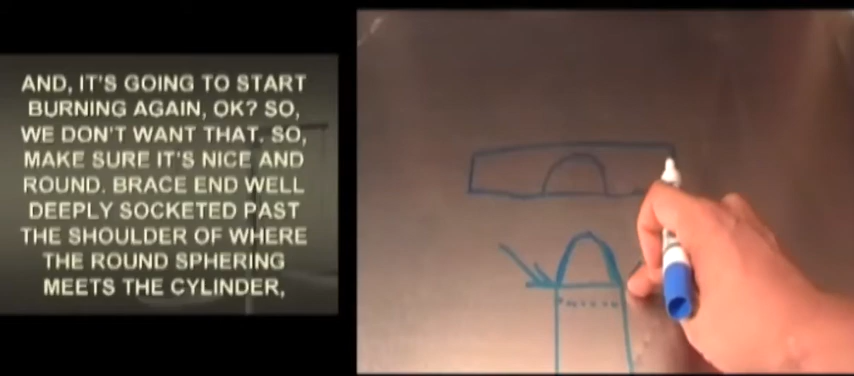 AND, IT'S GOING TO START
BURNING AGAIN, OK? SO,
WE DON'T WANT THAT. SO,
MAKE SURE IT'S NICE AND
ROUND. BRACE END WELL
DEEPLY SOCKETED PAST
THE SHOULDER OF WHERE
THE ROUND SPHERING
MEETS THE CYLINDER,